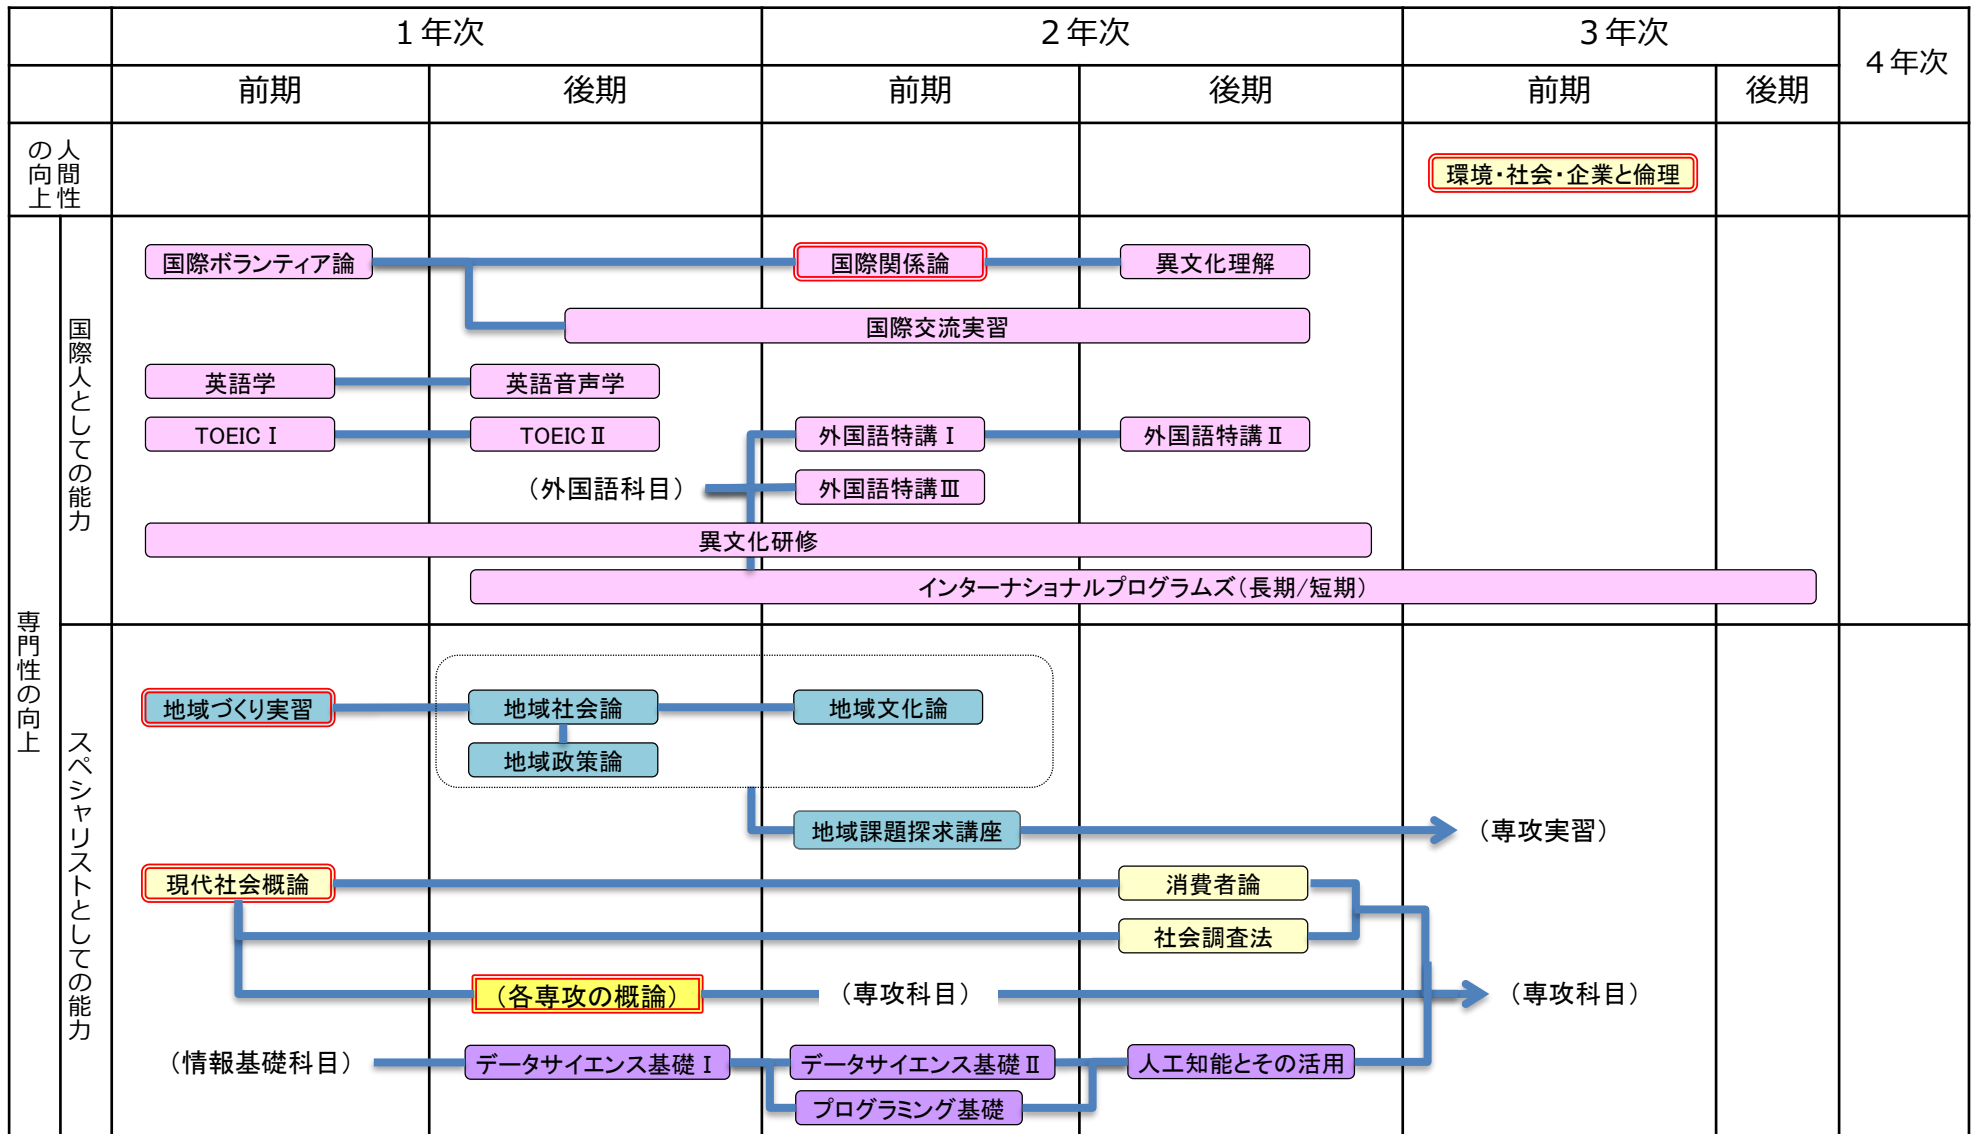 １年次
２年次
３年次
４年次
前期
後期
前期
後期
前期
後期
人間性
の向上
環境・社会・企業と倫理
専門性の向上
国際人としての能力
国際ボランティア論
国際関係論
異文化理解
国際交流実習
英語学
英語音声学
TOEICⅠ
TOEICⅡ
外国語特講Ⅰ
外国語特講Ⅱ
（外国語科目）
外国語特講Ⅲ
異文化研修
インターナショナルプログラムズ（長期/短期）
スペシャリストとしての能力
地域づくり実習
地域社会論
地域文化論
地域政策論
地域課題探求講座
（専攻実習）
現代社会概論
消費者論
社会調査法
（各専攻の概論）
（専攻科目）
（専攻科目）
（情報基礎科目）
データサイエンス基礎Ⅰ
データサイエンス基礎Ⅱ
人工知能とその活用
プログラミング基礎